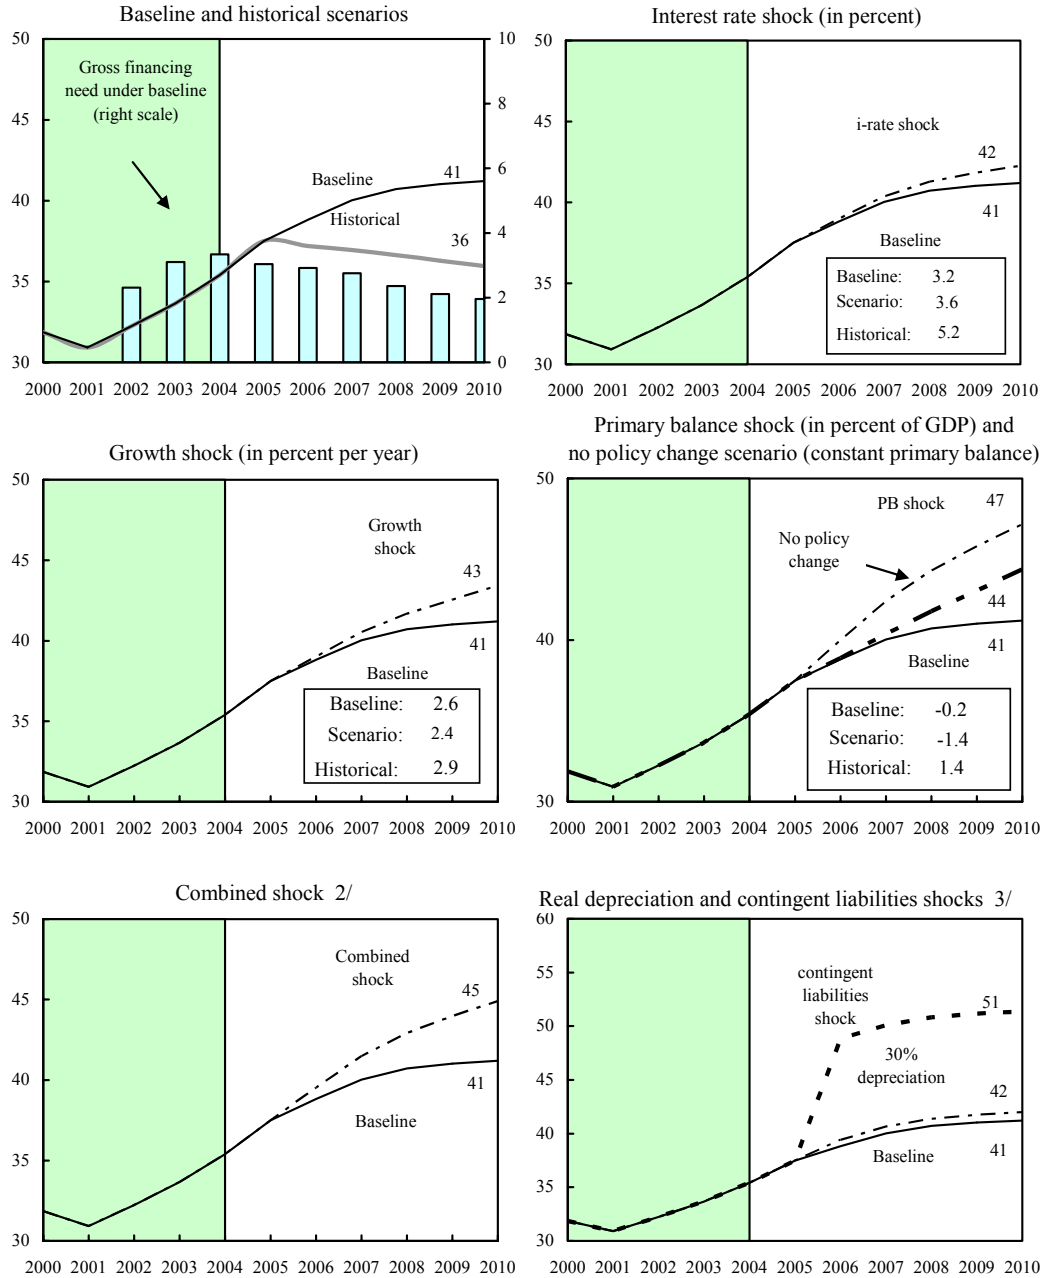 Baseline and historical scenarios
50
45
40
35
30
10
8
6
4
2
0
Gross financing
need under baseline
(right scale)
Baseline
41
Historical
36
2000 2001 2002 2003 2004 2005 2006 2007 2008 2009 2010
Interest rate shock (in percent)
50
45
40
35
30
i-rate shock
42
41
Baseline
Baseline: 3.2
Scenario: 3.6
Historical: 5.2
2000 2001 2002 2003 2004 2005 2006 2007 2008 2009 2010
Growth shock (in percent per year)
50
45
40
35
30
Growth
shock
43
41
Baseline
Baseline: 2.6
Scenario: 2.4
Historical: 2.9
2000 2001 2002 2003 2004 2005 2006 2007 2008 2009 2010
Primary balance shock (in percent of GDP) and
no policy change scenario (constant primary balance)
50
40
30
PB shock
47
No policy
change
44
41
Baseline
Baseline: -0.2
Scenario: -1.4
Historical: 1.4
2000 2001 2002 2003 2004 2005 2006 2007 2008 2009 2010
Combined shock 2/
50
45
40
35
30
Combined
shock
45
41
Baseline
2000 2001 2002 2003 2004 2005 2006 2007 2008 2009 2010
Real depreciation and contingent liabilities shocks 3/
60
55
50
45
40
35
30
contingent
liabilities
shock
51
30%
depreciation
42
41
Baseline
2000 2001 2002 2003 2004 2005 2006 2007 2008 2009 2010